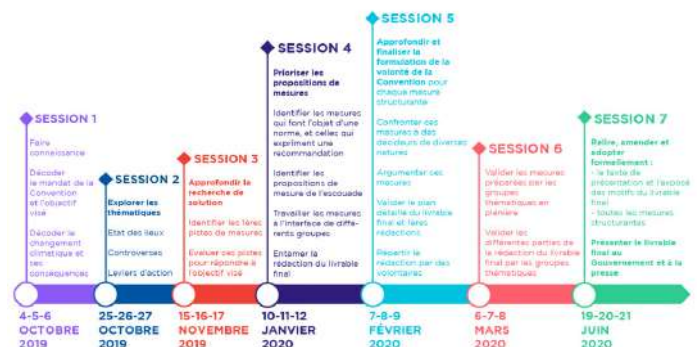 SESSION 1
Faire
connaissance
Décoder
le mandat de la
Convention
et l'objectif
visé
Décoder le
changement
climatique et
ses
conséquences
4-5-6
OCTOBRE
2019
SESSION 2
Explorer les
thématiques
Etat des lieux
Controverses
Leviers d'action
25-26-27
OCTOBRE
2019
SESSION 3
Approfondir la
recherche de
solution
Identifier les 1ères
pistes de mesures
Evaluer ces pistes
pour répondre à
l'objectif visé
15-16-17
NOVEMBRE
2019
SESSION 4
Prioriser les
propositions de
mesures
Identifier les mesures
qui font l'objet d'une
norme, et celles qui
expriment une
recommandation
Identifier les
propositions de
mesure de l'escouade
Travailler les mesures
à l'interface de diffé-
rents groupes
Entamer la
rédaction du livrable
final
10-11-12
JANVIER
2020
SESSION 5
Approfondir et
finaliser la
formulation de la
volonté de la
Convention pour
chaque mesure
structurante
Confronter ces
mesures à des
décideurs de diverses
natures
Argumenter ses
mesures
Valider le plan
détaillé du livrable
final et 1ères
rédactions
Répartir la
rédaction par des
volontaires
7-8-9
FÉVRIER
2020
SESSION 6
Valider les mesures
préparées par les
groupes
thématiques en
plénière
Valider les
différentes parties de
la rédaction du livrable
final par les groupes
thématiques
6-7-8
MARS
2020
SESSION 7
Relire, amender et
adopter
formellement :
- le texte de
présentation et l'exposé
des motifs du livrable
final
- toutes les mesures
structurantes
Présenter le livrable
final au
Gouvernement et à la
presse
19-20-21
JUIN
2020